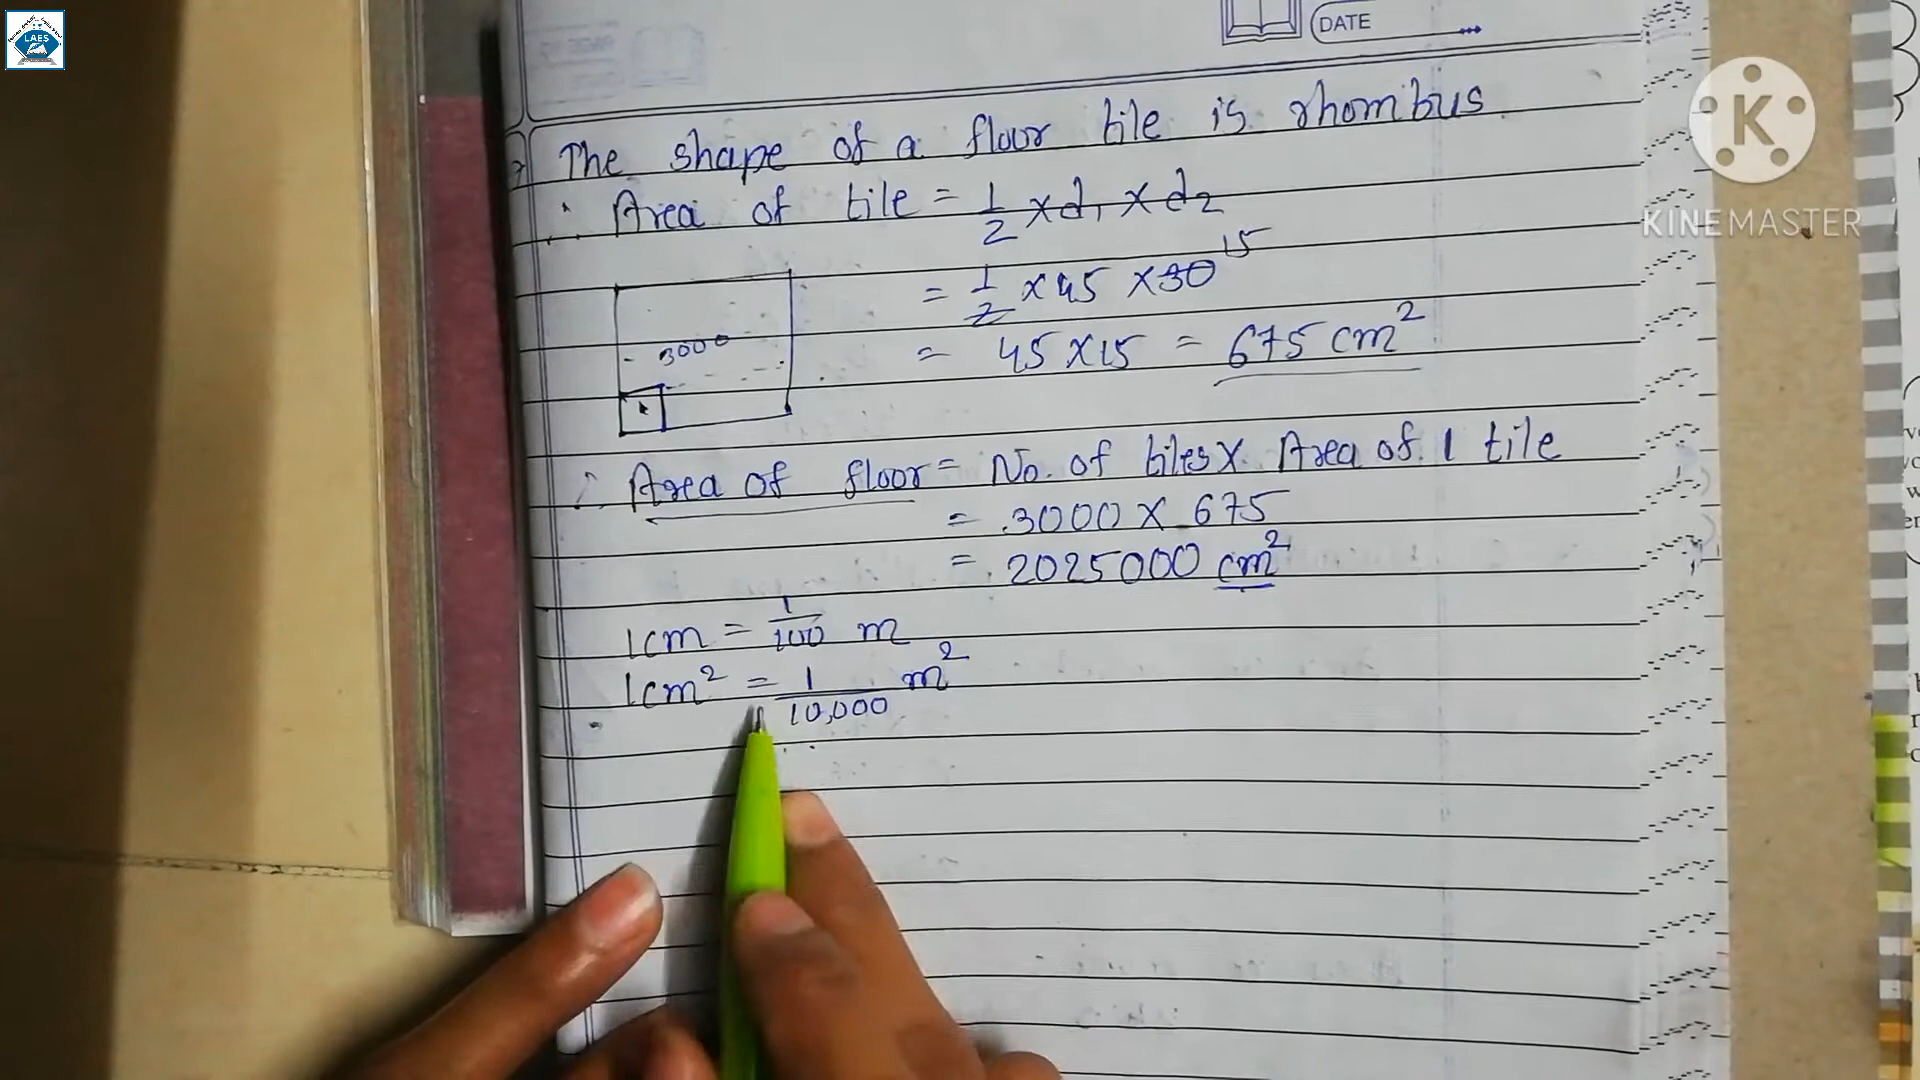 LAES
DATE
The shape of a floor tile is rhombus.
∴ Area of tile = 1/2 × d₁ × d₂
= 1/2 × 45 × 30 15
3000
= 45 × 15 = 675 cm²
∴ Area of floor = No. of tiles × Area of 1 tile
= 3000 × 675
= 2025000 cm²
1cm = 1/100 m
1cm² = 1/10,000 m²
K
KINEMASTER